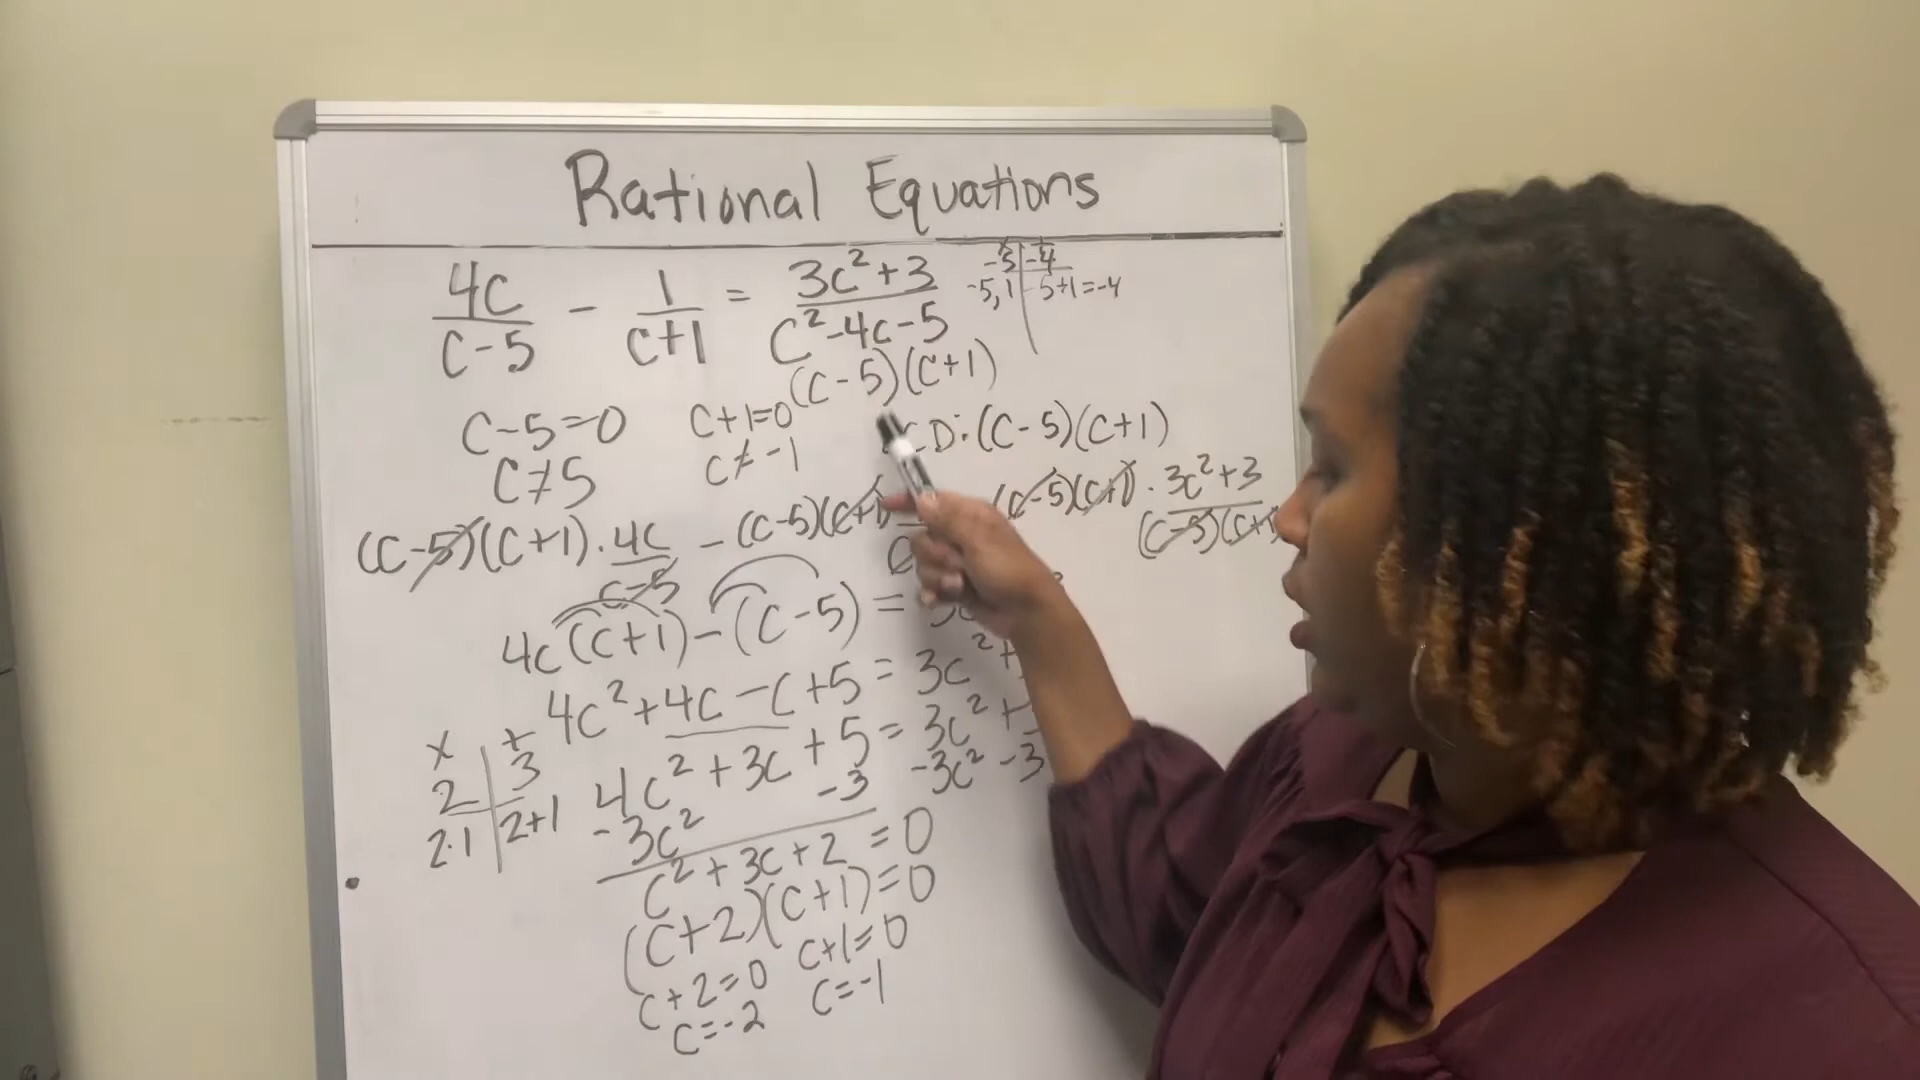 Rational Equations
4c/(c-5) - 1/(c+1) = (3c²+3)/(c²-4c-5)
(c-5)(c+1)
x | +
-5 | -4
-5,1 | -5+1=-4
c-5=0 c+1=0
c≠5 c≠-1
CD: (c-5)(c+1)
(c-5)(c+1) · 4c/(c-5) - (c-5)(c+1) (c-5)(c+1) · (3c²+3)/(c-5)(c+1
4c(c+1) - (c-5) =
4c²+4c-c+5 = 3c²+
4c²+3c+5 = 3c²+
-3c² -3 -3c² -3
x | +
2 | 3
2·1 | 2+1
c²+3c+2 = 0
(c+2)(c+1)=0
c+2=0 c+1=0
c=-2 c=-1